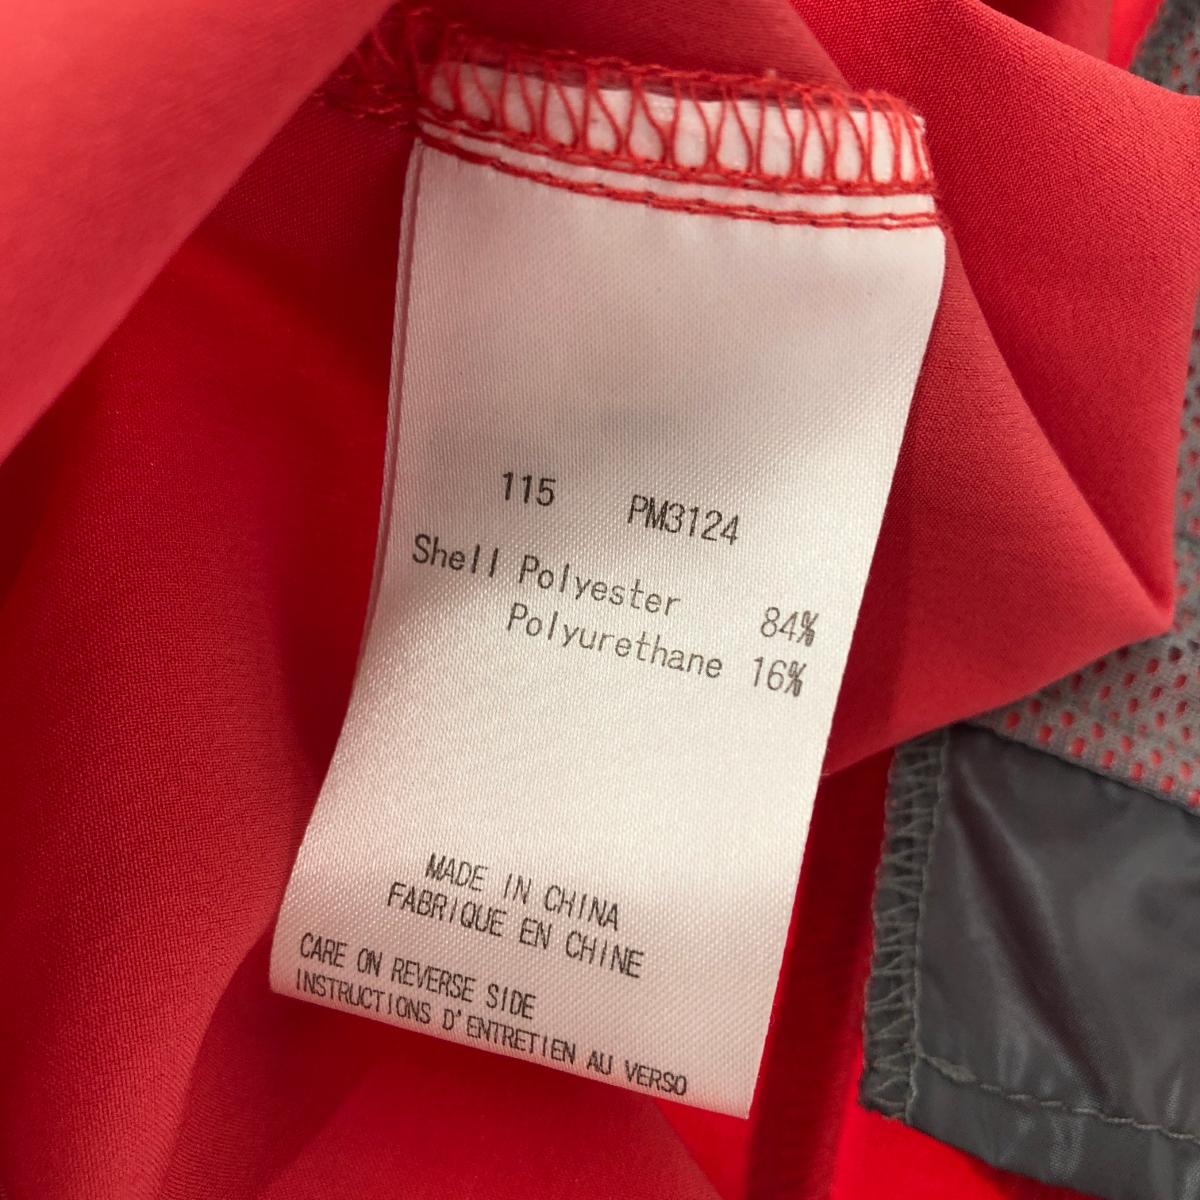 115 PM3124
Shell Polyester 84%
Polyurethane 16%
MADE IN CHINA
FABRIQUE EN CHINE
CARE ON REVERSE SIDE
INSTRUCTIONS D'ENTRETIEN AU VERSO